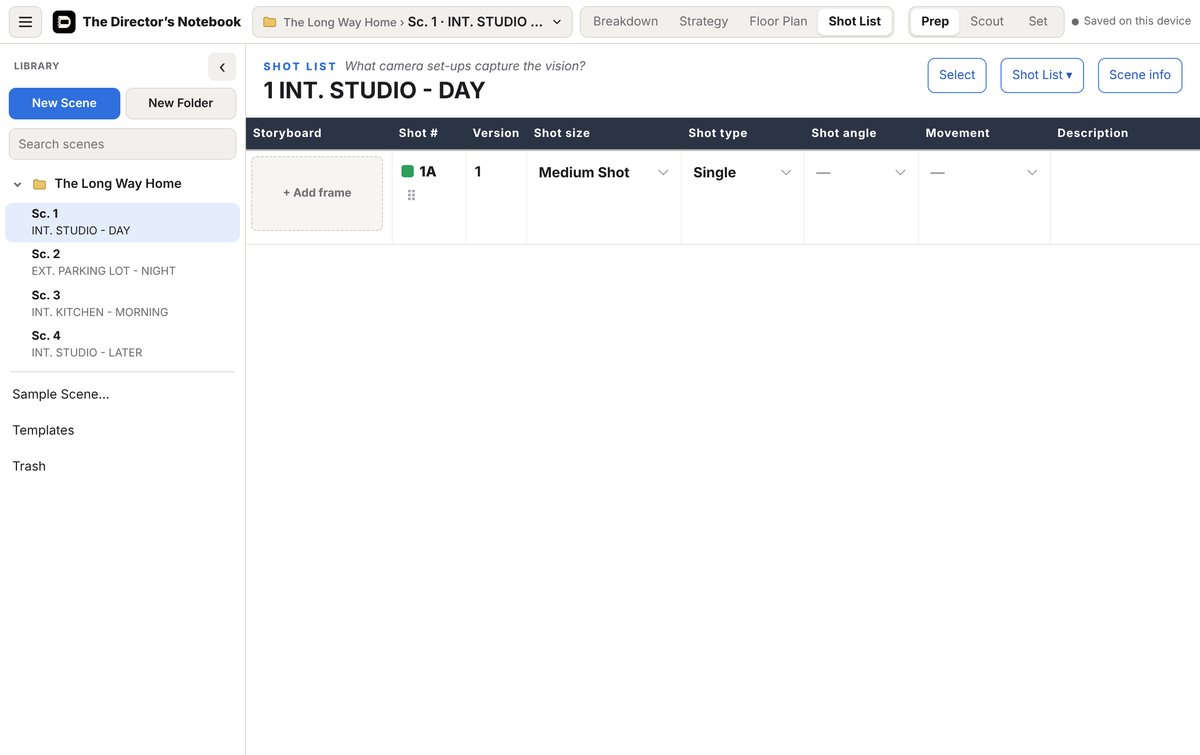 The Director's Notebook
The Long Way Home › Sc. 1 · INT. STUDIO ...
Breakdown Strategy Floor Plan Shot List
Prep Scout Set
Saved on this device
LIBRARY
New Scene New Folder
Search scenes
The Long Way Home
Sc. 1
INT. STUDIO - DAY
Sc. 2
EXT. PARKING LOT - NIGHT
Sc. 3
INT. KITCHEN - MORNING
Sc. 4
INT. STUDIO - LATER
Sample Scene...
Templates
Trash
SHOT LIST What camera set-ups capture the vision?
1 INT. STUDIO - DAY
Select Shot List ▾ Scene info
Storyboard Shot # Version Shot size Shot type Shot angle Movement Description
+ Add frame 1A 1 Medium Shot Single — —